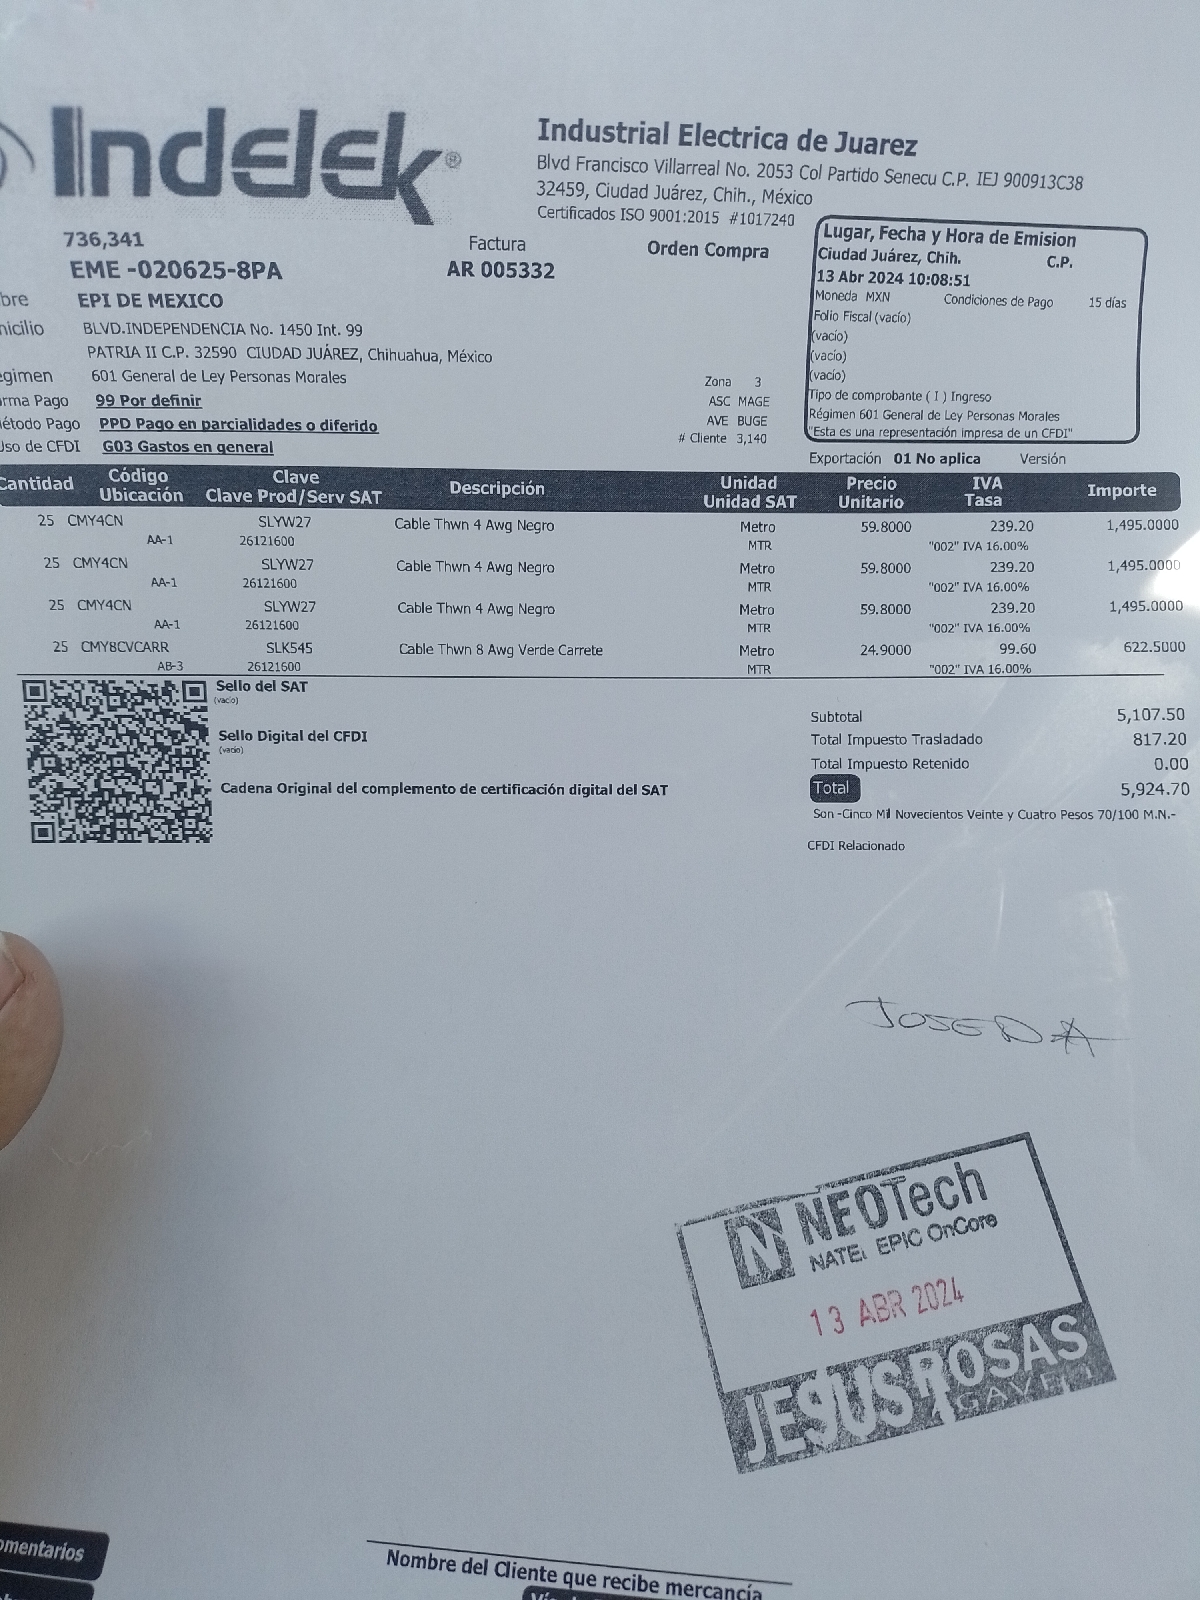 Indelek®
Industrial Electrica de Juarez
Blvd Francisco Villarreal No. 2053 Col Partido Senecu C.P. IEJ 900913C38
32459, Ciudad Juárez, Chih., México
Certificados ISO 9001:2015 #1017240
736,341
Factura
Orden Compra
EME -020625-8PA
AR 005332
Lugar, Fecha y Hora de Emision
Ciudad Juárez, Chih. C.P.
13 Abr 2024 10:08:51
Moneda MXN Condiciones de Pago 15 días
Folio Fiscal (vacío)
(vacío)
(vacío)
(vacío)
Tipo de comprobante ( I ) Ingreso
Régimen 601 General de Ley Personas Morales
"Esta es una representación impresa de un CFDI"
bre EPI DE MEXICO
nicilio BLVD.INDEPENDENCIA No. 1450 Int. 99
PATRIA II C.P. 32590 CIUDAD JUÁREZ, Chihuahua, México
egimen 601 General de Ley Personas Morales
rma Pago 99 Por definir
létodo Pago PPD Pago en parcialidades o diferido
Uso de CFDI G03 Gastos en general
Zona 3
ASC MAGE
AVE BUGE
# Cliente 3,140
Exportación 01 No aplica Versión
Cantidad Código Ubicación Clave Clave Prod/Serv SAT Descripción Unidad Unidad SAT Precio Unitario IVA Tasa Importe
25 CMY4CN SLYW27 Cable Thwn 4 Awg Negro Metro 59.8000 239.20 1,495.0000
AA-1 26121600 MTR "002" IVA 16.00%
25 CMY4CN SLYW27 Cable Thwn 4 Awg Negro Metro 59.8000 239.20 1,495.0000
AA-1 26121600 MTR "002" IVA 16.00%
25 CMY4CN SLYW27 Cable Thwn 4 Awg Negro Metro 59.8000 239.20 1,495.0000
AA-1 26121600 MTR "002" IVA 16.00%
25 CMY8CVCARR SLK545 Cable Thwn 8 Awg Verde Carrete Metro 24.9000 99.60 622.5000
AB-3 26121600 MTR "002" IVA 16.00%
Sello del SAT
(vacío)
Sello Digital del CFDI
(vacío)
Cadena Original del complemento de certificación digital del SAT
Subtotal 5,107.50
Total Impuesto Trasladado 817.20
Total Impuesto Retenido 0.00
Total 5,924.70
Son -Cinco Mil Novecientos Veinte y Cuatro Pesos 70/100 M.N.-
CFDI Relacionado
JOSE
NEOTech
NATEL EPIC OnCore
13 ABR 2024
JESUS ROSAS
omentarios
Nombre del Cliente que recibe mercancía